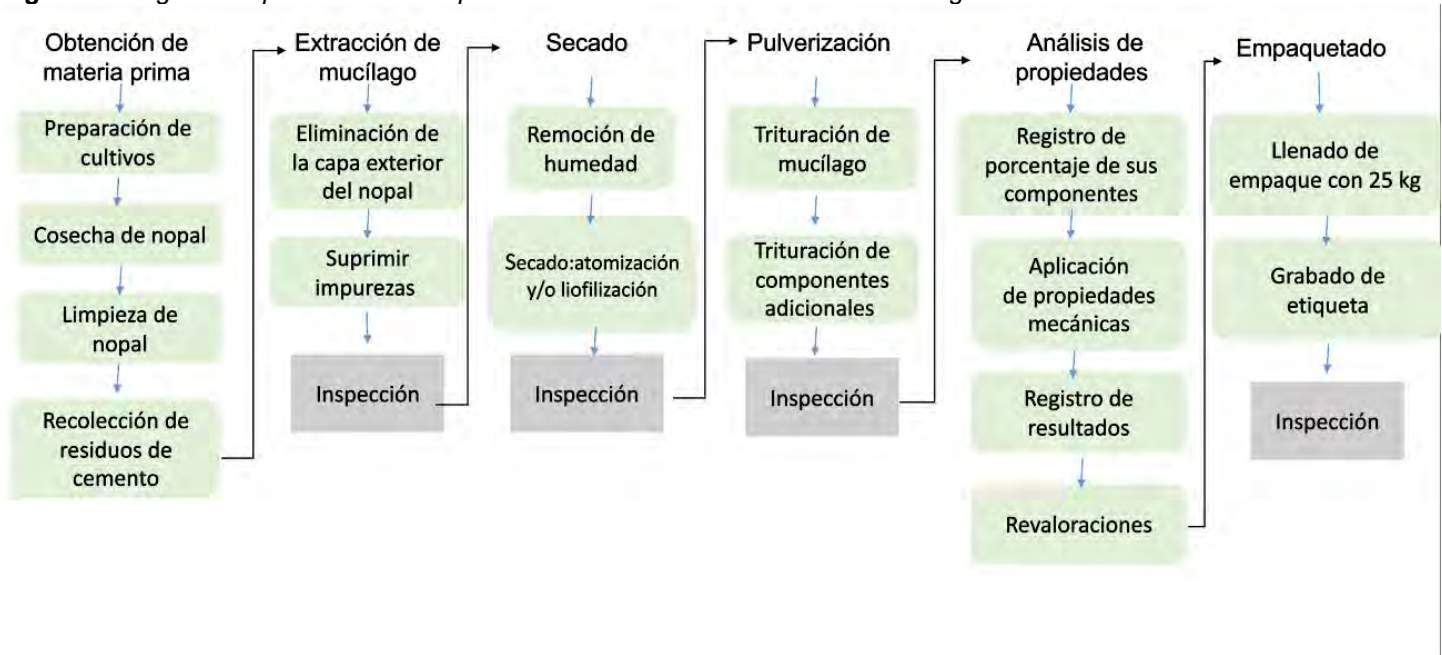 Obtención de
materia prima
Preparación de
cultivos
Cosecha de nopal
Limpieza de
nopal
Recolección de
residuos de
cemento
Extracción de
mucílago
Eliminación de
la capa exterior
del nopal
Suprimir
impurezas
Inspección
Secado
Remoción de
humedad
Secado:atomización
y/o liofilización
Inspección
Pulverización
Trituración de
mucílago
Trituración de
componentes
adicionales
Inspección
Análisis de
propiedades
Registro de
porcentaje de sus
componentes
Aplicación
de propiedades
mecánicas
Registro de
resultados
Revaloraciones
Empaquetado
Llenado de
empaque con 25 kg
Grabado de
etiqueta
Inspección